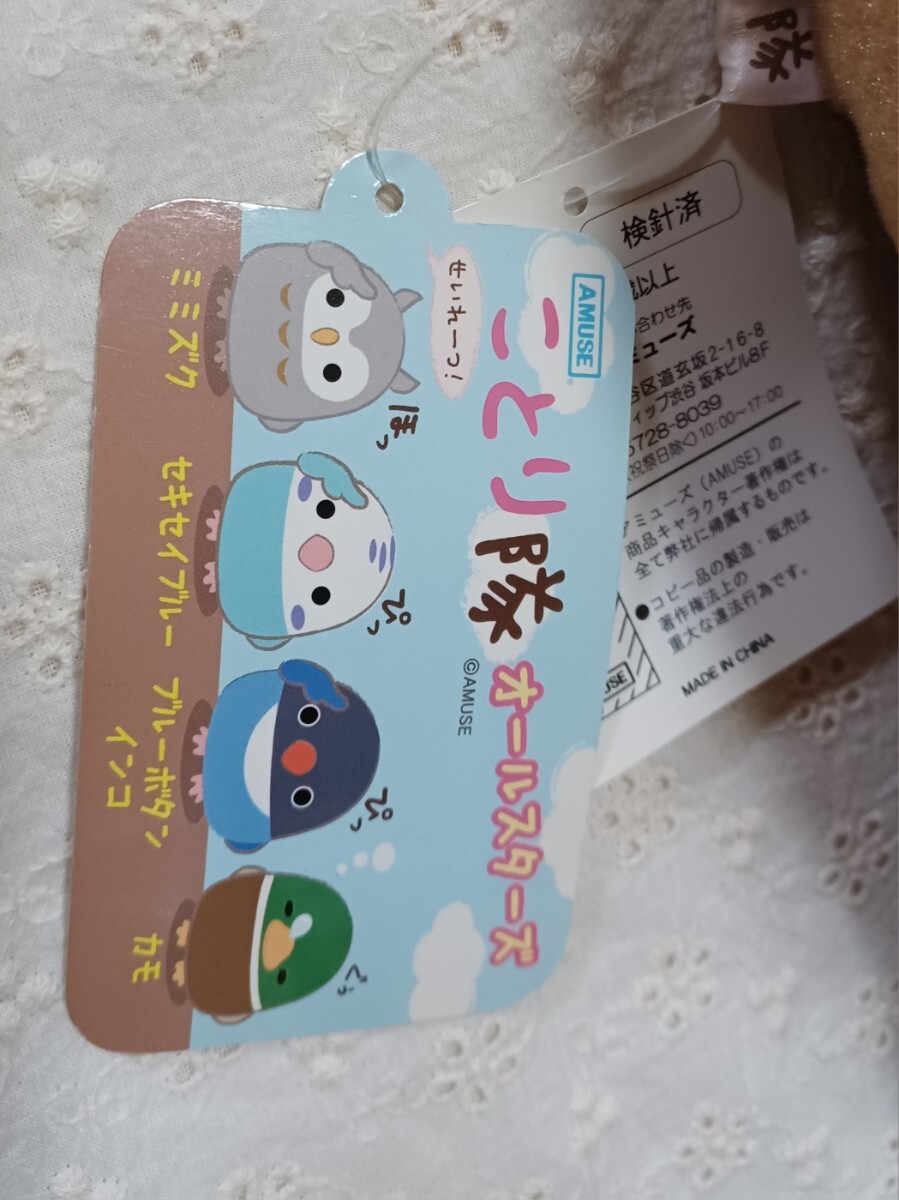 AMUSE
ことり隊
オールスターズ
©AMUSE
せいれーつ!
ほっ
ぴっ
ぴっ
ぐぅ
ミミズク
セキセイブルー
ブルーボタン
インコ
カモ
隊
検針済
歳以上
合わせ先
ミューズ
谷区道玄坂2-16-8
ィップ渋谷 坂本ビル8F
5728-8039
祝祭日除く) 10:00~17:00
アミューズ (AMUSE) の
商品キャラクター著作権は
全て弊社に帰属するものです。
●コピー品の製造・販売は
著作権法上の
重大な違法行為です。
USE
MADE IN CHINA